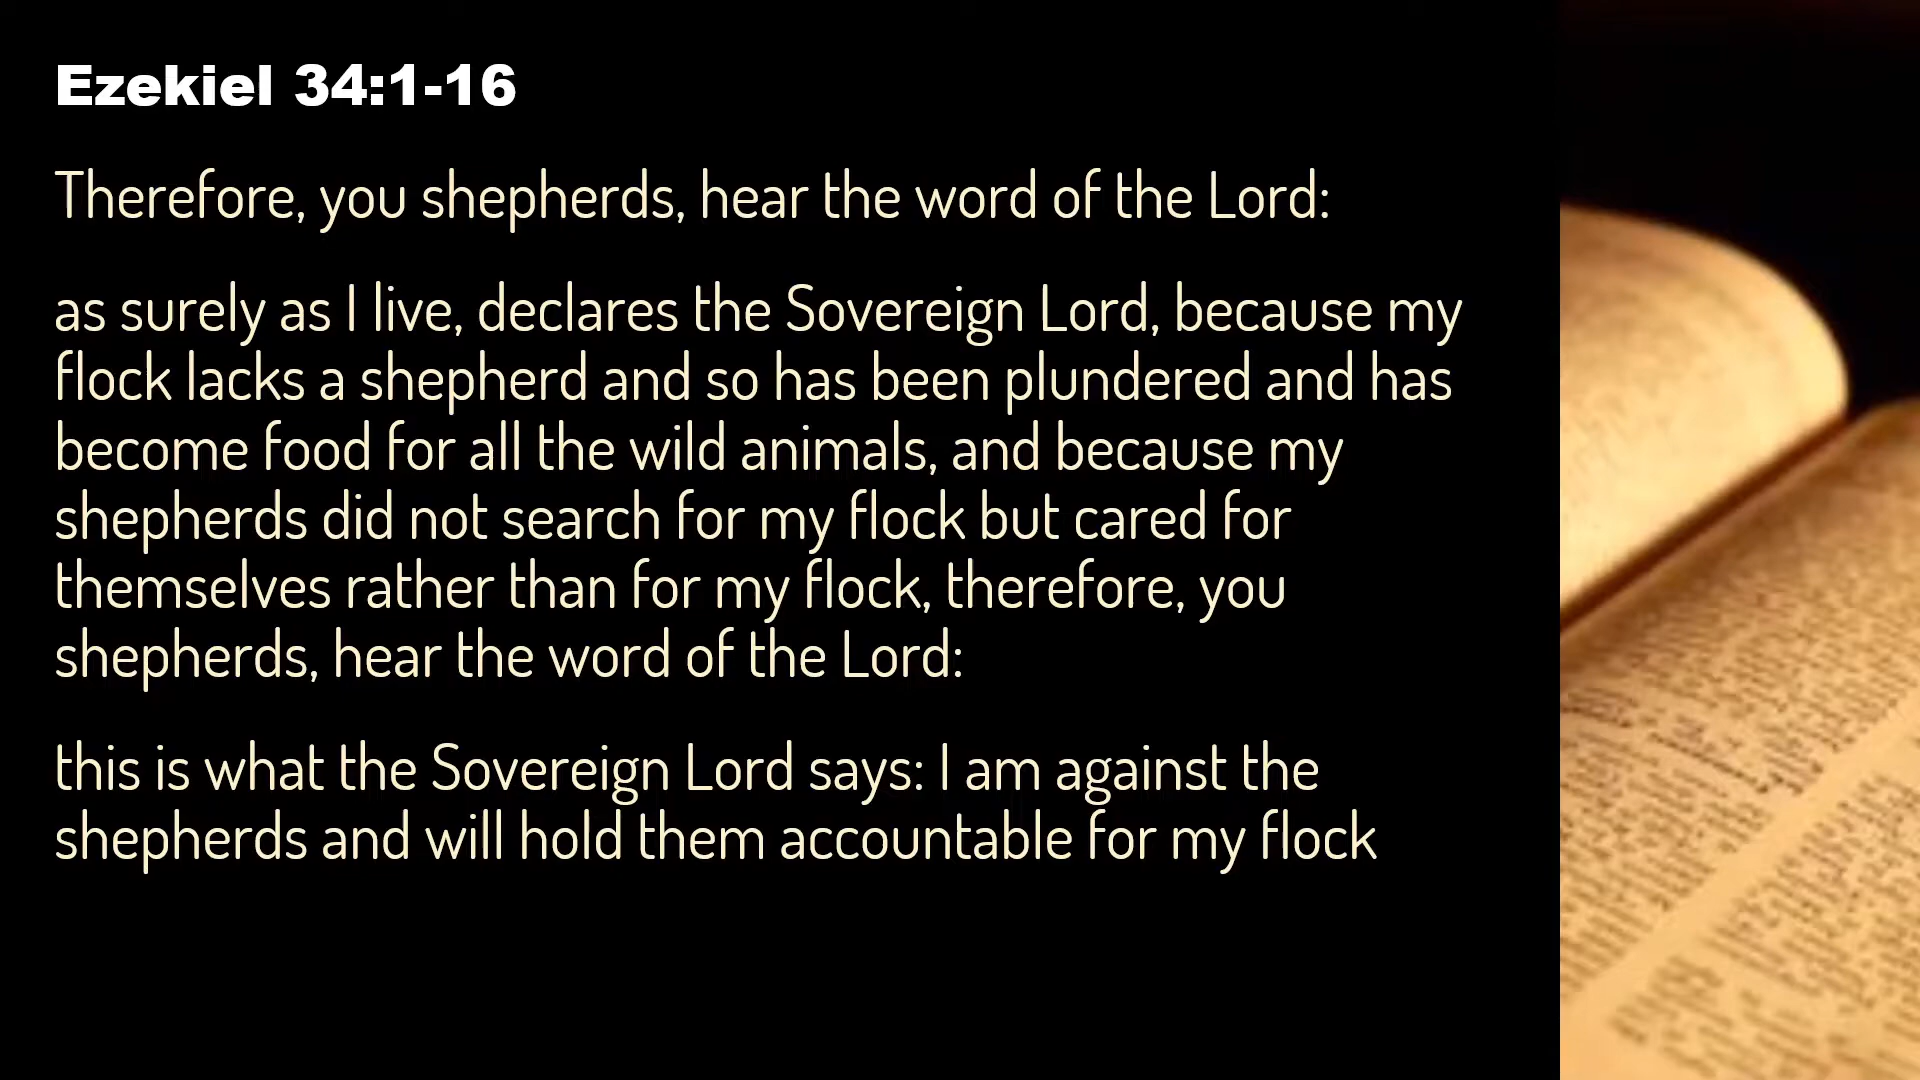 Ezekiel 34:1-16
Therefore, you shepherds, hear the word of the Lord:
as surely as I live, declares the Sovereign Lord, because my
flock lacks a shepherd and so has been plundered and has
become food for all the wild animals, and because my
shepherds did not search for my flock but cared for
themselves rather than for my flock, therefore, you
shepherds, hear the word of the Lord:
this is what the Sovereign Lord says: I am against the
shepherds and will hold them accountable for my flock